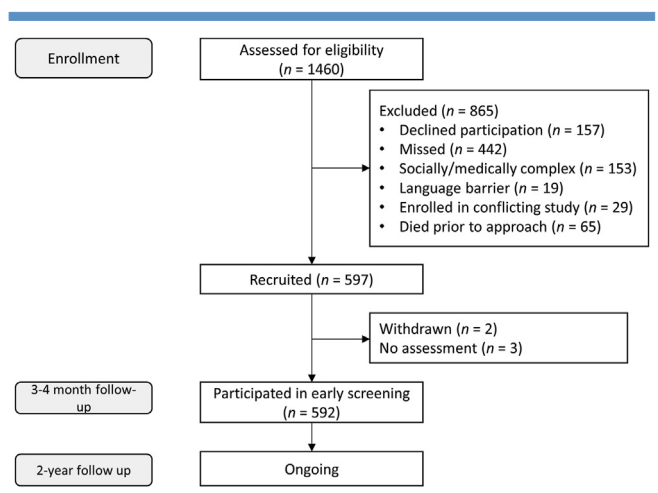 Enrollment
Assessed for eligibility
(n = 1460)
Excluded (n = 865)
• Declined participation (n = 157)
• Missed (n = 442)
• Socially/medically complex (n = 153)
• Language barrier (n = 19)
• Enrolled in conflicting study (n = 29)
• Died prior to approach (n = 65)
Recruited (n = 597)
Withdrawn (n = 2)
No assessment (n = 3)
3-4 month follow-
up
Participated in early screening
(n = 592)
2-year follow up
Ongoing